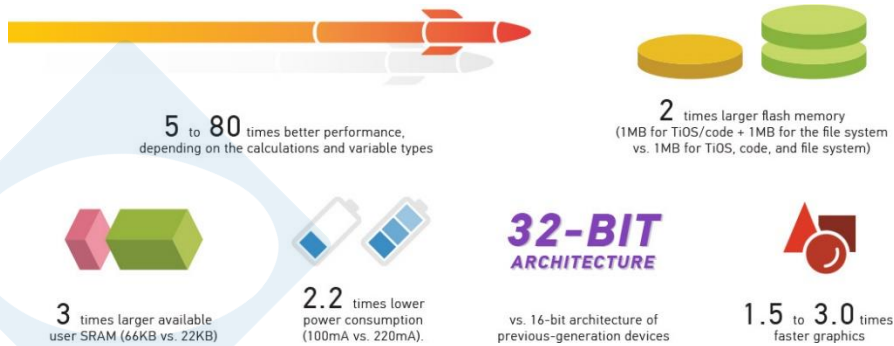 5 to 80 times better performance,
depending on the calculations and variable types
2 times larger flash memory
(1MB for TiOS/code + 1MB for the file system
vs. 1MB for TiOS, code, and file system)
3 times larger available
user SRAM (66KB vs. 22KB)
2.2 times lower
power consumption
(100mA vs. 220mA).
32-BIT
ARCHITECTURE
vs. 16-bit architecture of
previous-generation devices
1.5 to 3.0 times
faster graphics